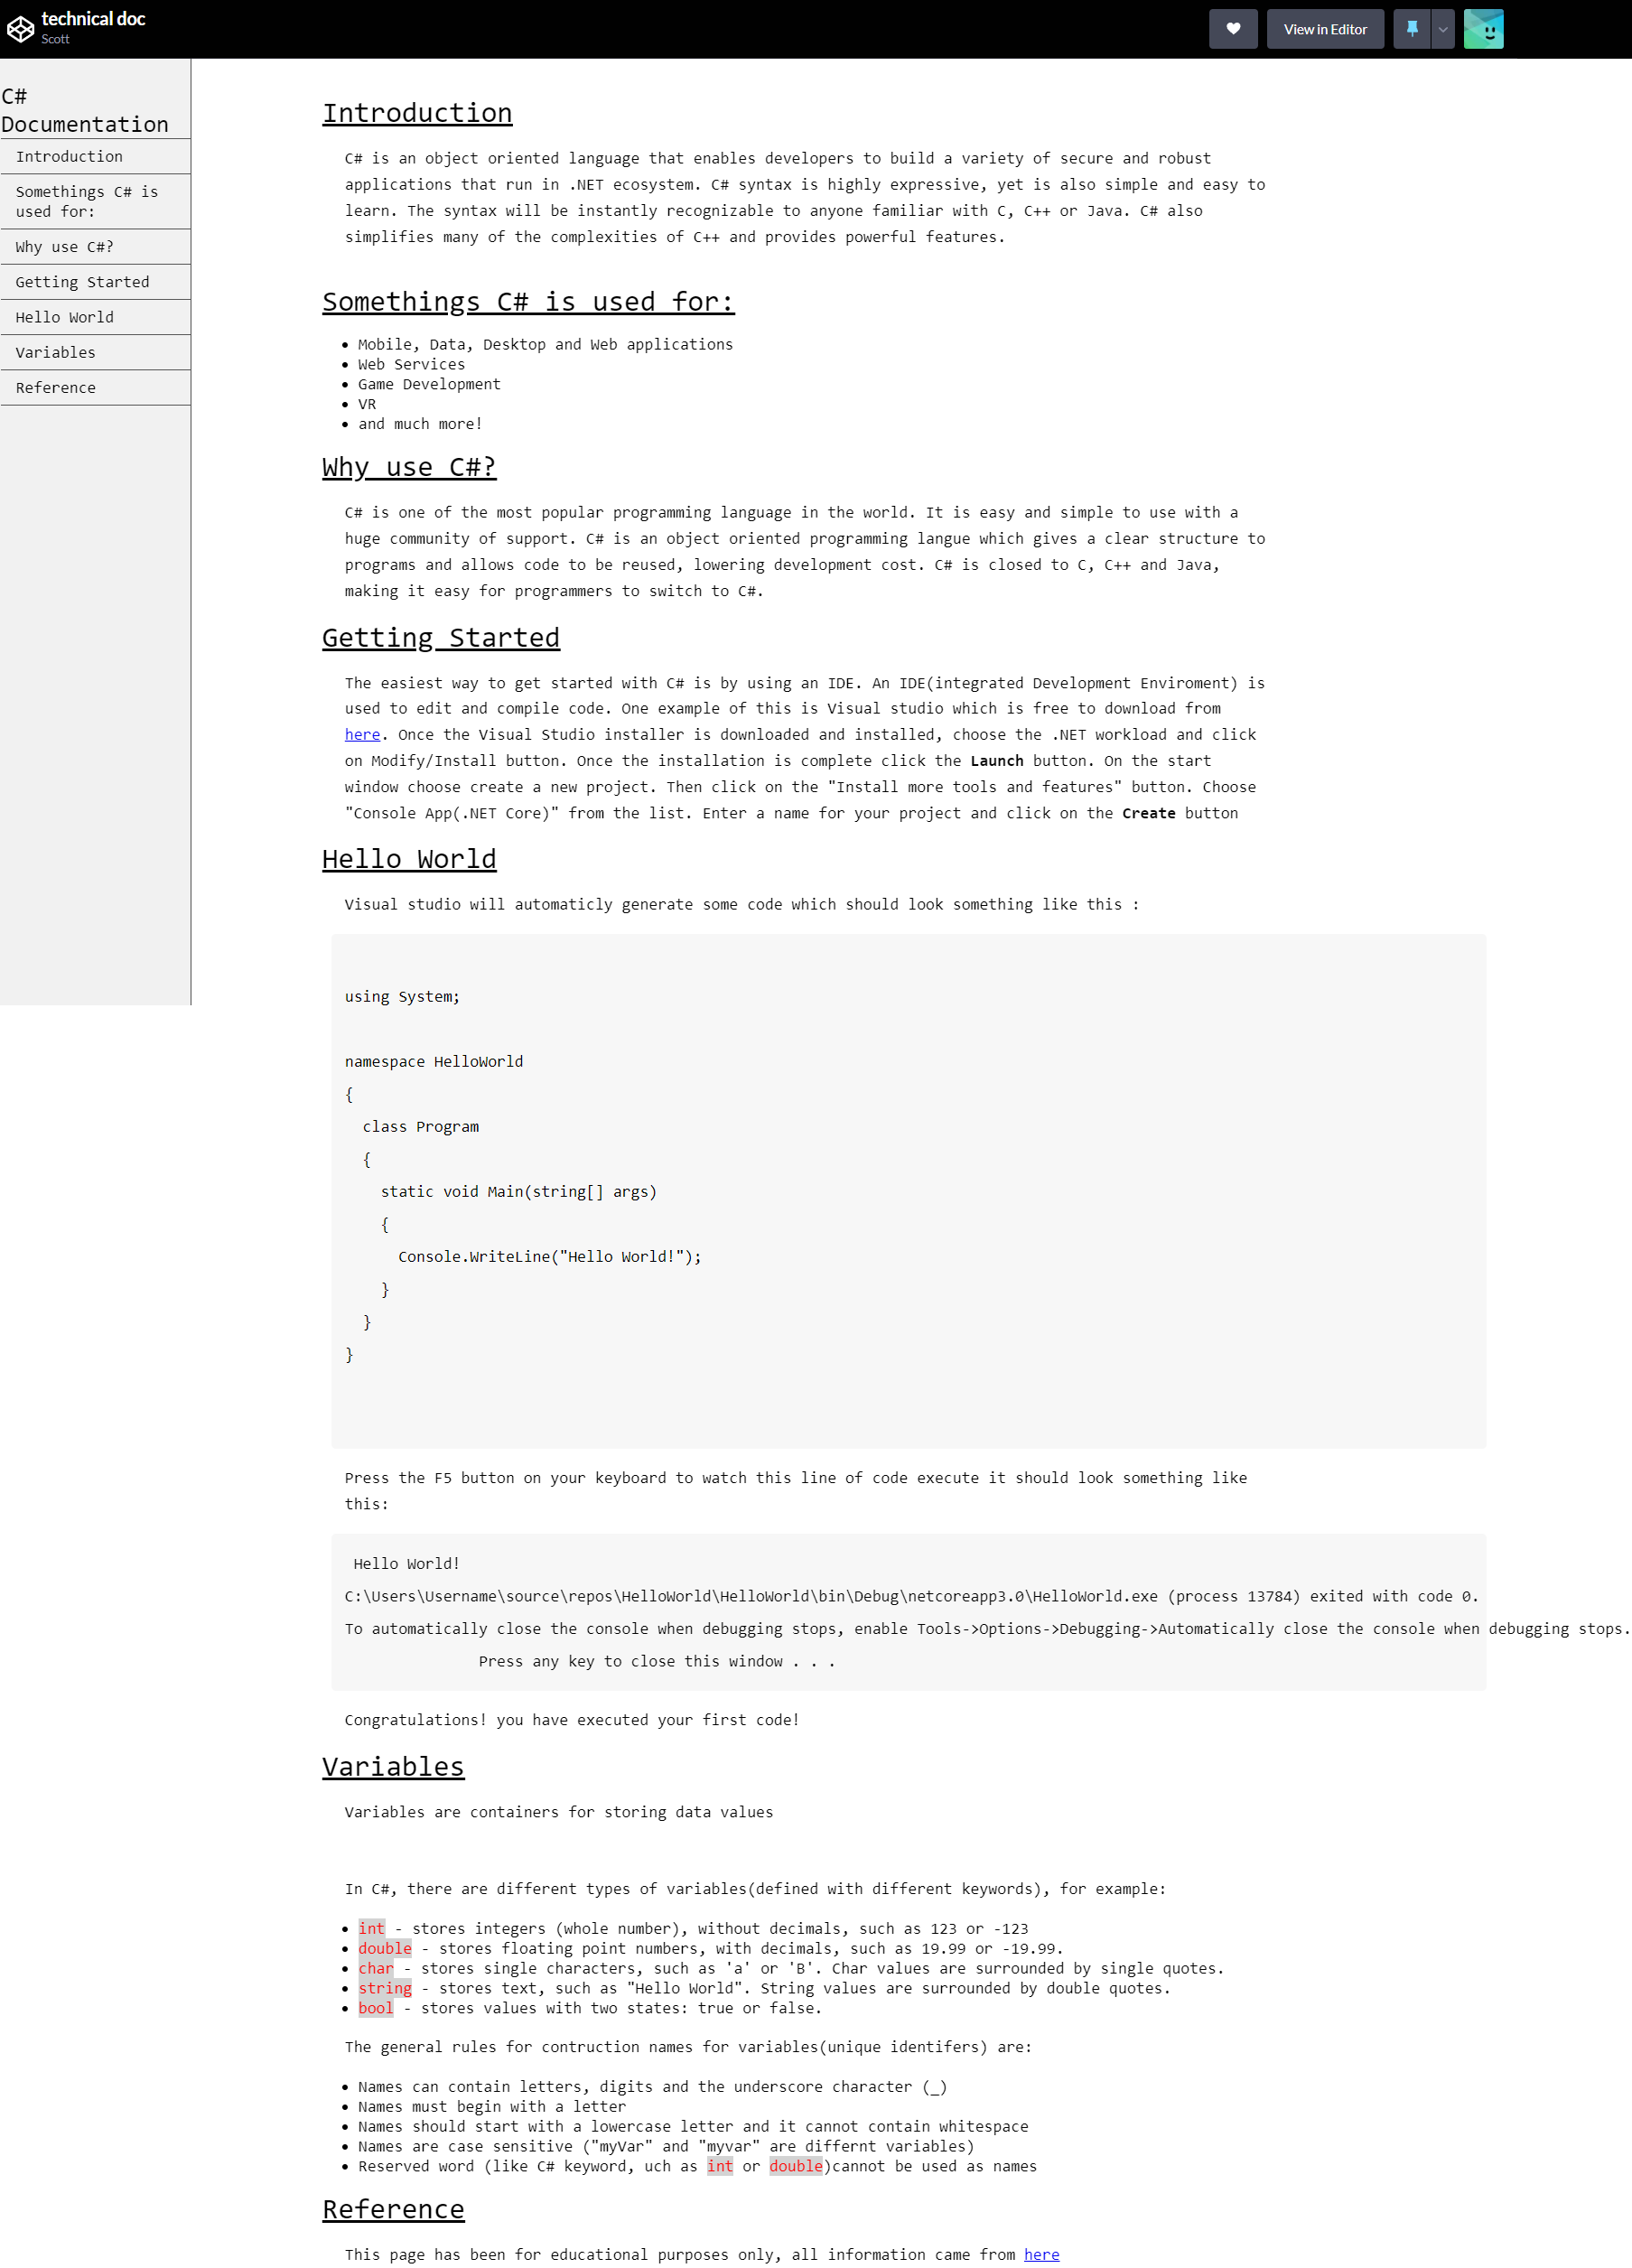 technical doc
Scott
View in Editor
C#
Documentation
Introduction
Somethings C# is
used for:
Why use C#?
Getting Started
Hello World
Variables
Reference
Introduction
C# is an object oriented language that enables developers to build a variety of secure and robust
applications that run in .NET ecosystem. C# syntax is highly expressive, yet is also simple and easy to
learn. The syntax will be instantly recognizable to anyone familiar with C, C++ or Java. C# also
simplifies many of the complexities of C++ and provides powerful features.
Somethings C# is used for:
• Mobile, Data, Desktop and Web applications
• Web Services
• Game Development
• VR
• and much more!
Why use C#?
C# is one of the most popular programming language in the world. It is easy and simple to use with a
huge community of support. C# is an object oriented programming langue which gives a clear structure to
programs and allows code to be reused, lowering development cost. C# is closed to C, C++ and Java,
making it easy for programmers to switch to C#.
Getting Started
The easiest way to get started with C# is by using an IDE. An IDE(integrated Development Enviroment) is
used to edit and compile code. One example of this is Visual studio which is free to download from
here. Once the Visual Studio installer is downloaded and installed, choose the .NET workload and click
on Modify/Install button. Once the installation is complete click the Launch button. On the start
window choose create a new project. Then click on the "Install more tools and features" button. Choose
"Console App(.NET Core)" from the list. Enter a name for your project and click on the Create button
Hello World
Visual studio will automaticly generate some code which should look something like this :
using System;
namespace HelloWorld
{
class Program
{
static void Main(string[] args)
{
Console.WriteLine("Hello World!");
}
}
}
Press the F5 button on your keyboard to watch this line of code execute it should look something like
this:
Hello World!
C:\Users\Username\source\repos\HelloWorld\HelloWorld\bin\Debug\netcoreapp3.0\HelloWorld.exe (process 13784) exited with code 0.
To automatically close the console when debugging stops, enable Tools->Options->Debugging->Automatically close the console when debugging stops.
Press any key to close this window . . .
Congratulations! you have executed your first code!
Variables
Variables are containers for storing data values
In C#, there are different types of variables(defined with different keywords), for example:
• int - stores integers (whole number), without decimals, such as 123 or -123
• double - stores floating point numbers, with decimals, such as 19.99 or -19.99.
• char - stores single characters, such as 'a' or 'B'. Char values are surrounded by single quotes.
• string - stores text, such as "Hello World". String values are surrounded by double quotes.
• bool - stores values with two states: true or false.
The general rules for contruction names for variables(unique identifers) are:
• Names can contain letters, digits and the underscore character (_)
• Names must begin with a letter
• Names should start with a lowercase letter and it cannot contain whitespace
• Names are case sensitive ("myVar" and "myvar" are differnt variables)
• Reserved word (like C# keyword, uch as int or double)cannot be used as names
Reference
This page has been for educational purposes only, all information came from here